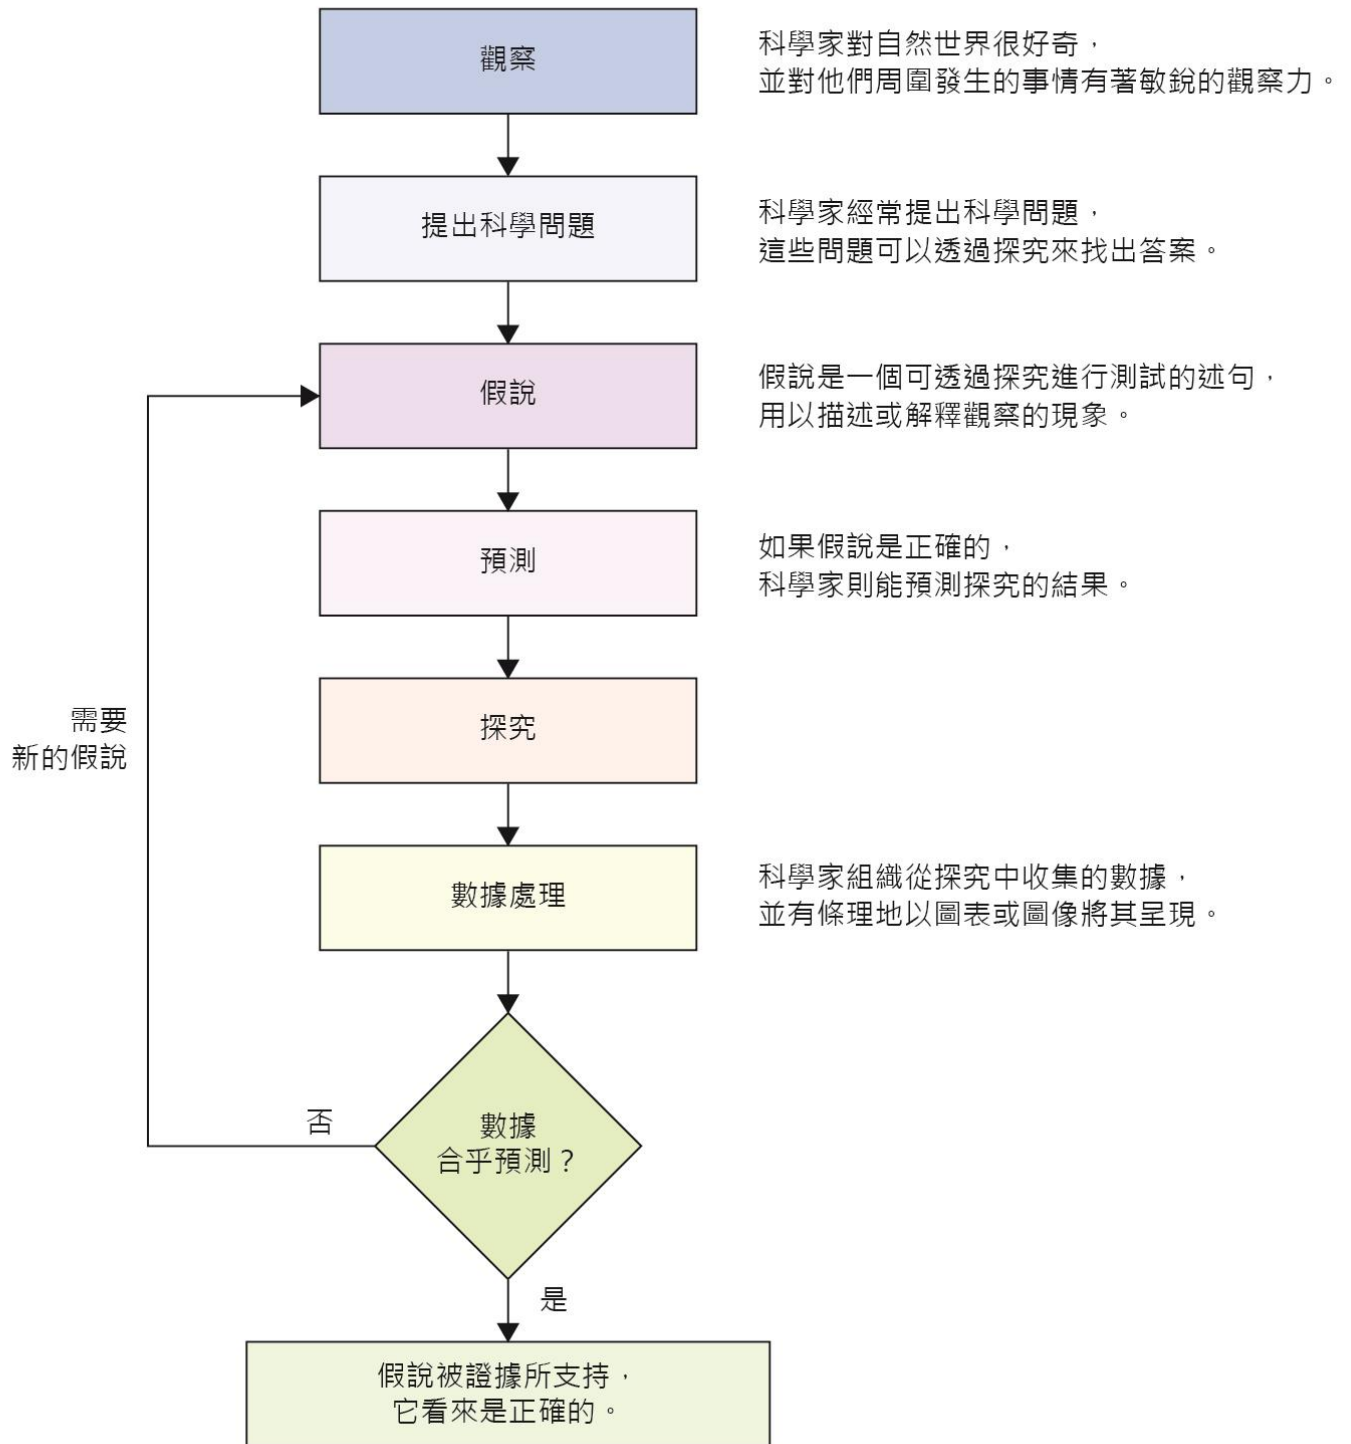 觀察
科學家對自然世界很好奇，
並對他們周圍發生的事情有著敏銳的觀察力。
提出科學問題
科學家經常提出科學問題，
這些問題可以透過探究來找出答案。
假說
假說是一個可透過探究進行測試的述句，
用以描述或解釋觀察的現象。
預測
如果假說是正確的，
科學家則能預測探究的結果。
探究
需要
新的假說
數據處理
科學家組織從探究中收集的數據，
並有條理地以圖表或圖像將其呈現。
否
數據
合乎預測？
是
假說被證據所支持，
它看來是正確的。